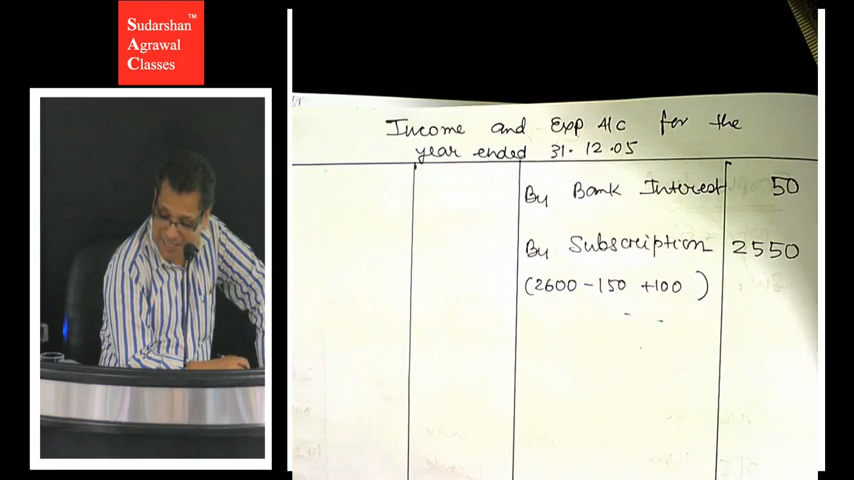 Sudarshan™
Agrawal
Classes
Income and Exp A/c for the
year ended 31.12.05
By Bank Interest 50
By Subscription 2550
(2600 - 150 + 100 )